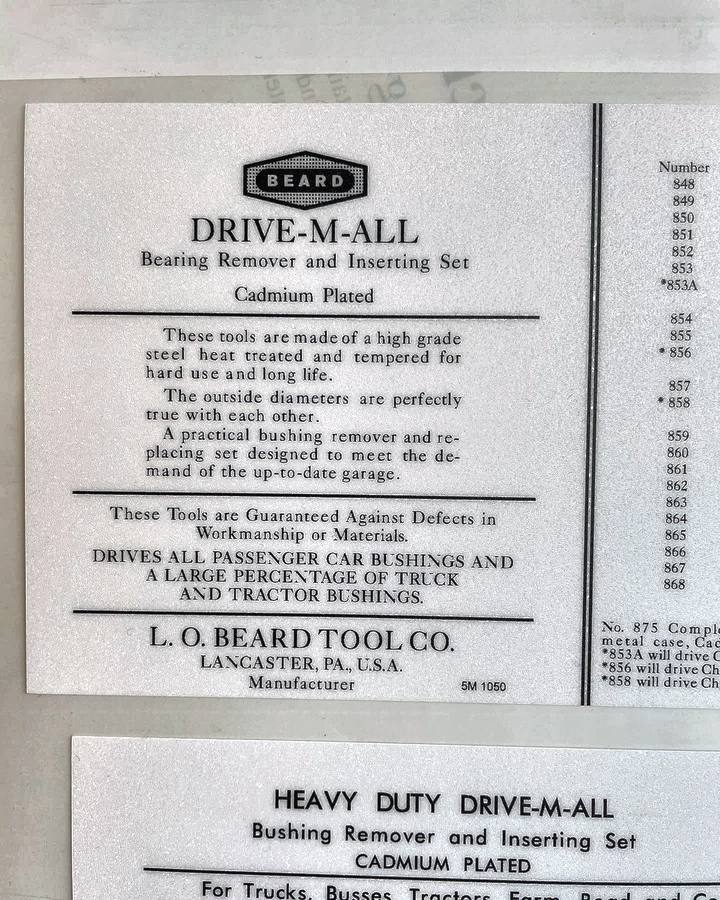 BEARD
DRIVE-M-ALL
Bearing Remover and Inserting Set
Cadmium Plated
These tools are made of a high grade
steel heat treated and tempered for
hard use and long life.
The outside diameters are perfectly
true with each other.
A practical bushing remover and re-
placing set designed to meet the de-
mand of the up-to-date garage.
These Tools are Guaranteed Against Defects in
Workmanship or Materials.
DRIVES ALL PASSENGER CAR BUSHINGS AND
A LARGE PERCENTAGE OF TRUCK
AND TRACTOR BUSHINGS.
L. O. BEARD TOOL CO.
LANCASTER, PA., U.S.A.
Manufacturer
5M 1050
Number
848
849
850
851
852
853
*853A
854
855
* 856
857
* 858
859
860
861
862
863
864
865
866
867
868
No. 875
metal case,
*853A will drive
*856 will drive
*858 will drive
HEAVY DUTY DRIVE-M-ALL
Bushing Remover and Inserting Set
CADMIUM PLATED
For Trucks, Busses, Tractors, Farm, Road and